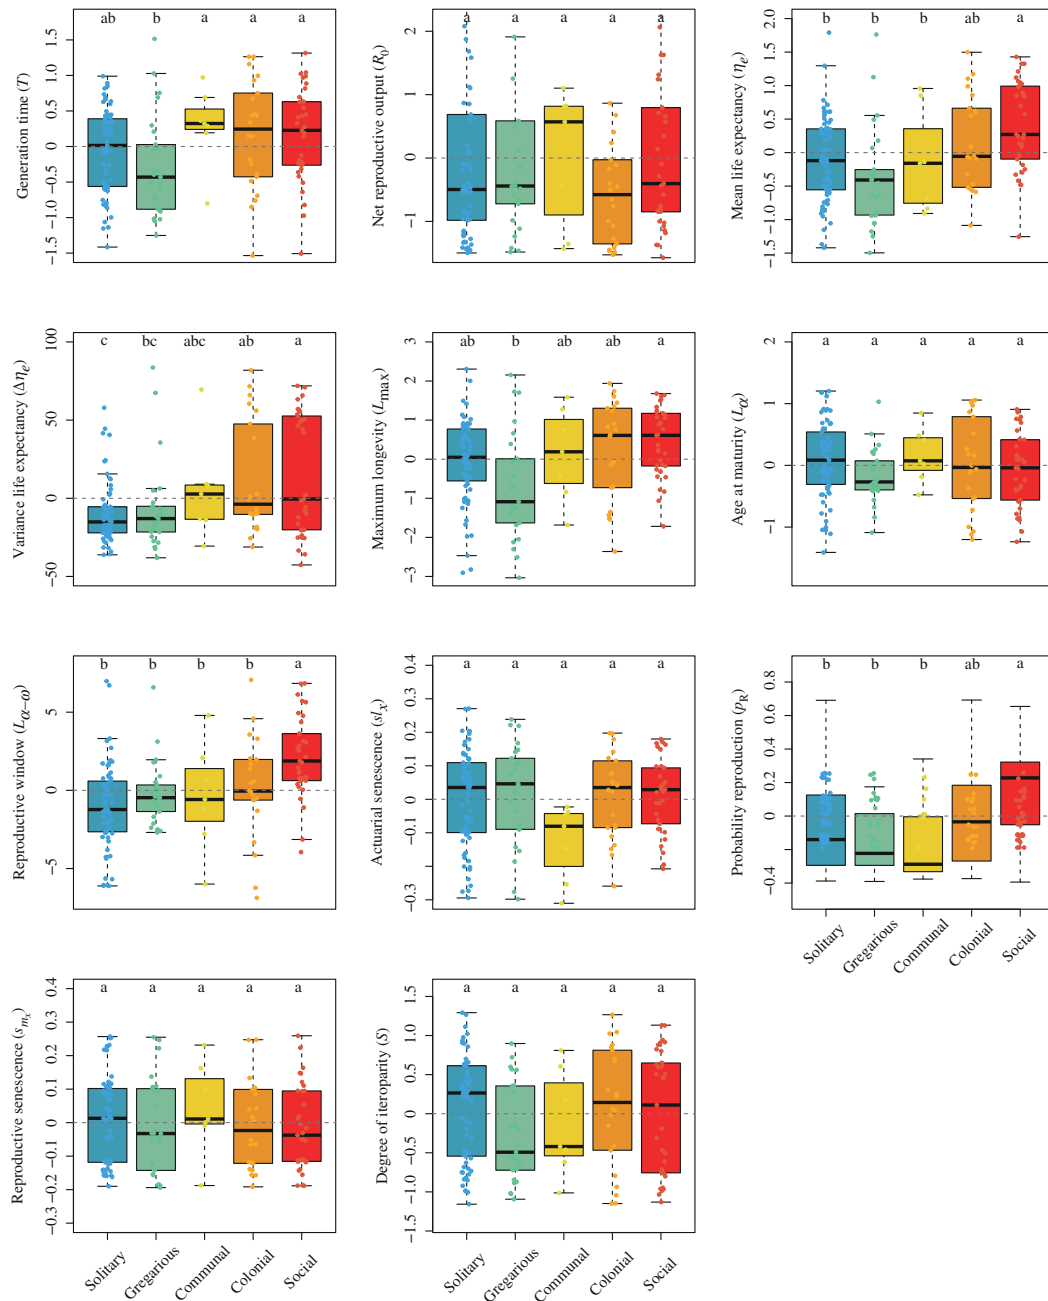 ab b a a a
Generation time (T)
1.5
1.0
0.5
0
−0.5
−1.0
−1.5
a a a a a
Net reproductive output (R0)
2
1
0
−1
b b b ab a
Mean life expectancy (ηe)
2.0
1.5
1.0
0.5
0
−0.5
−1.0
−1.5
c bc abc ab a
Variance life expectancy (Δηe)
100
50
0
−50
ab b ab ab a
Maximum longevity (Lmax)
3
2
1
0
−1
−2
−3
a a a a a
Age at maturity (Lα)
2
1
0
−1
b b b b a
Reproductive window (Lα−ω)
5
0
−5
a a a a a
Actuarial senescence (slx)
0.4
0.3
0.2
0.1
0
−0.1
−0.3
b b b ab a
Probability reproduction (pR)
0.8
0.6
0.4
0.2
0
−0.4
Solitary
Gregarious
Communal
Colonial
Social
a a a a a
Reproductive senescence (smx)
0.4
0.3
0.2
0.1
0
−0.1
−0.2
−0.3
Solitary
Gregarious
Communal
Colonial
Social
a a a a a
Degree of iteroparity (S)
1.5
1.0
0.5
0
−0.5
−1.0
−1.5
Solitary
Gregarious
Communal
Colonial
Social